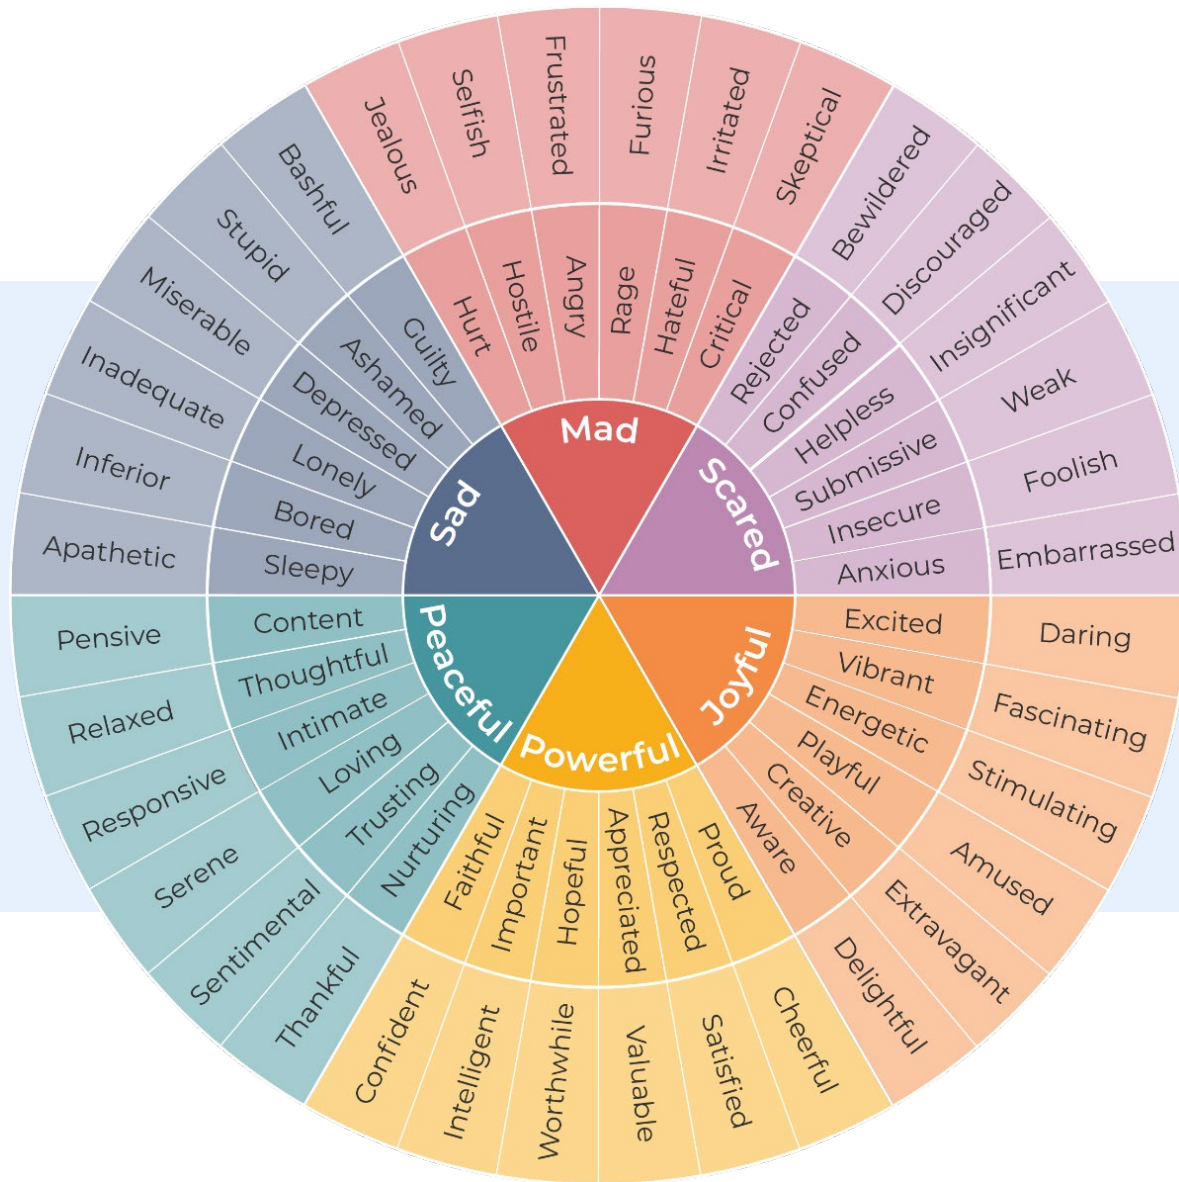 Mad
Scared
Joyful
Powerful
Peaceful
Sad
Hurt
Hostile
Angry
Rage
Hateful
Critical
Rejected
Confused
Helpless
Submissive
Insecure
Anxious
Excited
Vibrant
Energetic
Playful
Creative
Aware
Proud
Respected
Appreciated
Hopeful
Important
Faithful
Nurturing
Trusting
Loving
Intimate
Thoughtful
Content
Sleepy
Bored
Lonely
Depressed
Ashamed
Guilty
Jealous
Selfish
Frustrated
Furious
Irritated
Skeptical
Bewildered
Discouraged
Insignificant
Weak
Foolish
Embarrassed
Daring
Fascinating
Stimulating
Amused
Extravagant
Delightful
Cheerful
Satisfied
Valuable
Worthwhile
Intelligent
Confident
Thankful
Sentimental
Serene
Responsive
Relaxed
Pensive
Apathetic
Inferior
Inadequate
Miserable
Stupid
Bashful